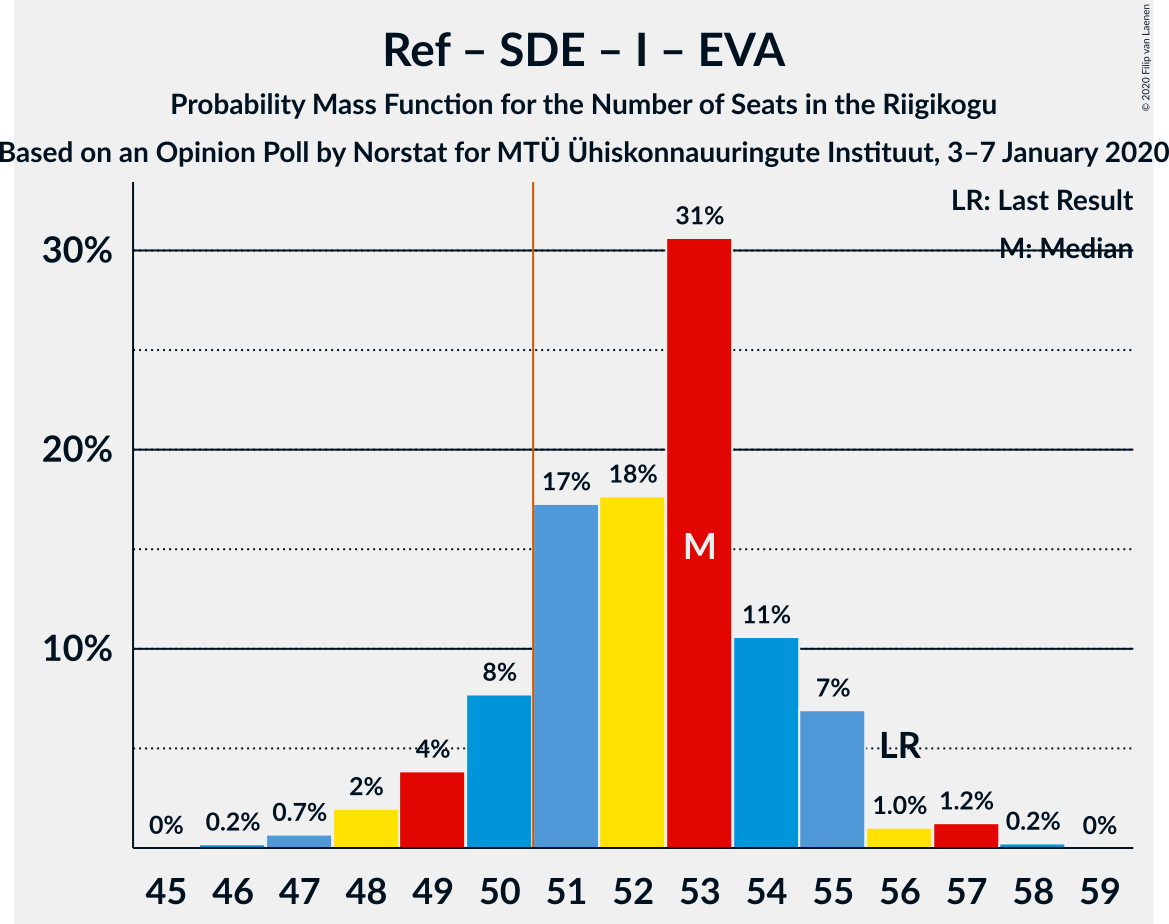 Ref – SDE – I – EVA
Probability Mass Function for the Number of Seats in the Riigikogu
Based on an Opinion Poll by Norstat for MTÜ Ühiskonnauuringute Instituut, 3–7 January 2020
© 2020 Filip van Laenen
LR: Last Result
M: Median
30%
20%
10%
0% 0.2% 0.7% 2% 4% 8% 17% 18% 31% 11% 7% 1.0% 1.2% 0.2% 0%
M
LR
45 46 47 48 49 50 51 52 53 54 55 56 57 58 59